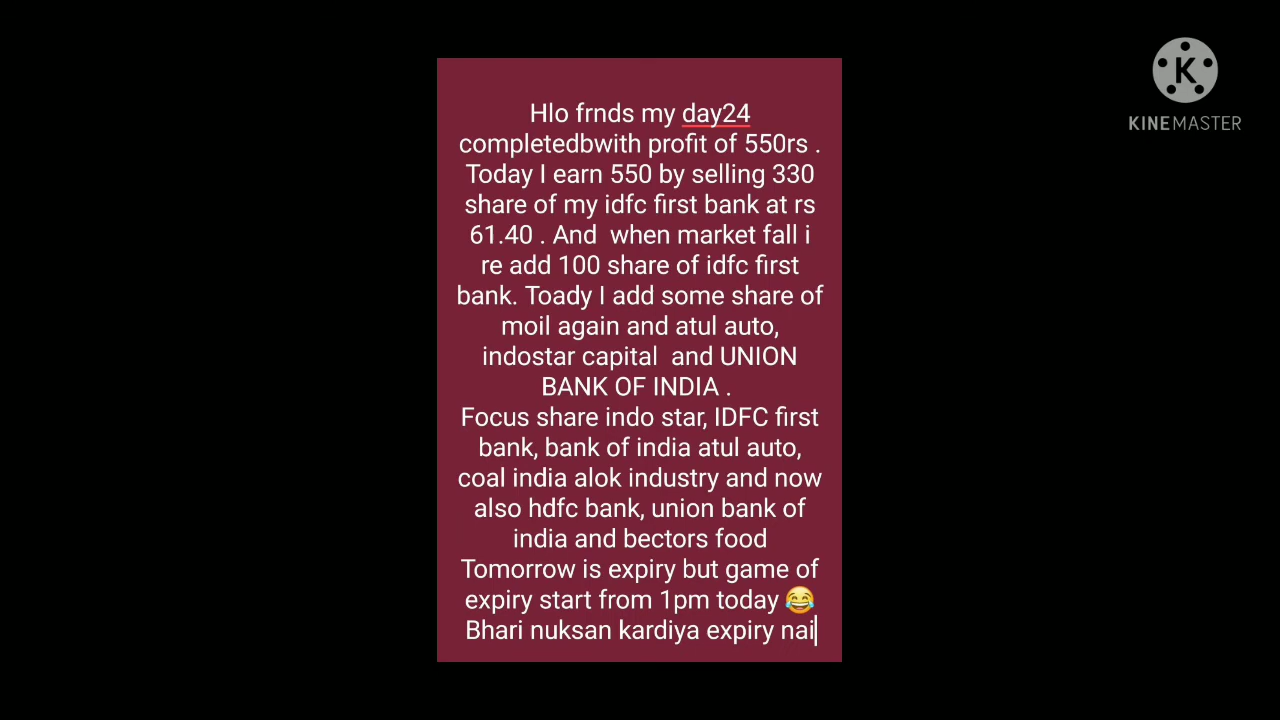 Hlo frnds my day24
completedbwith profit of 550rs .
Today I earn 550 by selling 330
share of my idfc first bank at rs
61.40 . And  when market fall i
re add 100 share of idfc first
bank. Toady I add some share of
moil again and atul auto,
indostar capital  and UNION
BANK OF INDIA .
Focus share indo star, IDFC first
bank, bank of india atul auto,
coal india alok industry and now
also hdfc bank, union bank of
india and bectors food
Tomorrow is expiry but game of
expiry start from 1pm today 😂
Bhari nuksan kardiya expiry nai
K
KINEMASTER